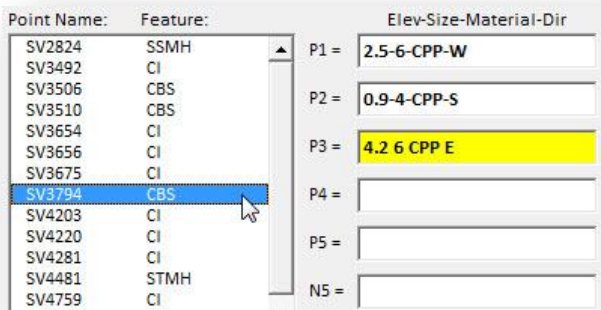 Point Name: Feature: Elev-Size-Material-Dir
SV2824 SSMH
SV3492 CI
SV3506 CBS
SV3510 CBS
SV3654 CI
SV3656 CI
SV3675 CI
SV3794 CBS
SV4203 CI
SV4220 CI
SV4281 CI
SV4481 STMH
SV4759 CI
P1 = 2.5-6-CPP-W
P2 = 0.9-4-CPP-S
P3 = 4.2 6 CPP E
P4 =
P5 =
N5 =